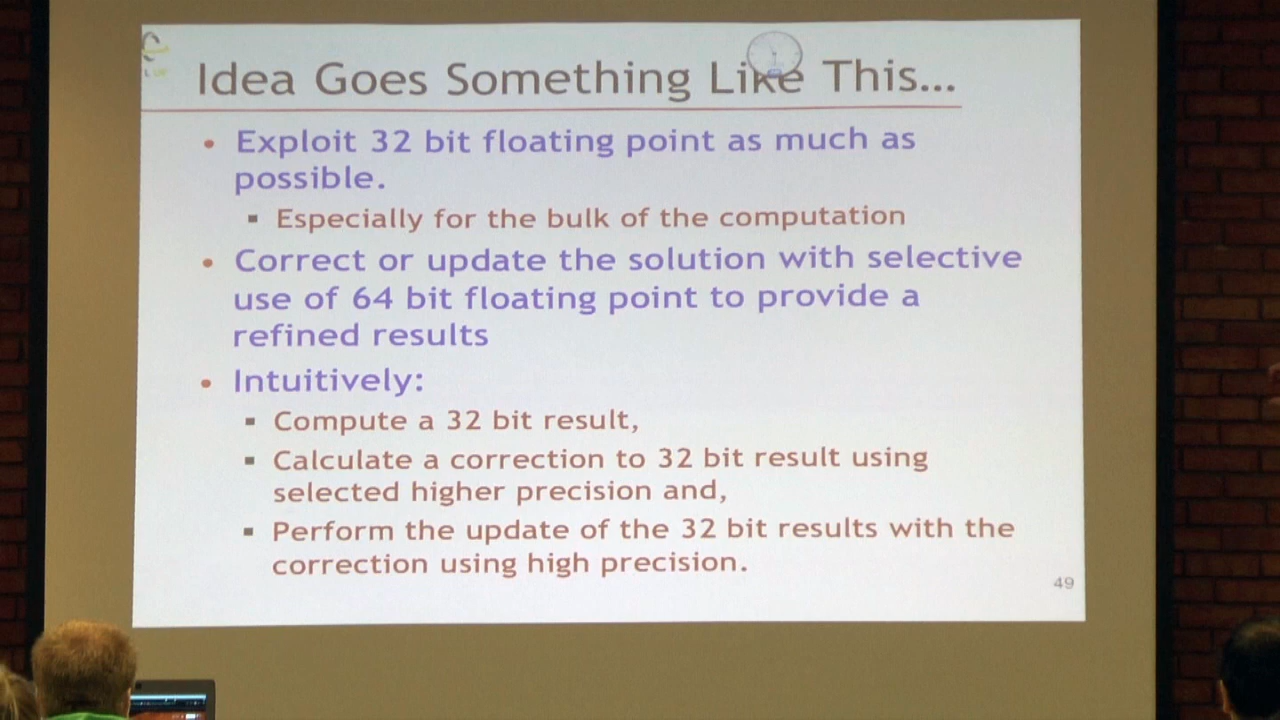 Idea Goes Something Like This...
• Exploit 32 bit floating point as much as
possible.
▪ Especially for the bulk of the computation
• Correct or update the solution with selective
use of 64 bit floating point to provide a
refined results
• Intuitively:
▪ Compute a 32 bit result,
▪ Calculate a correction to 32 bit result using
selected higher precision and,
▪ Perform the update of the 32 bit results with the
correction using high precision.
49